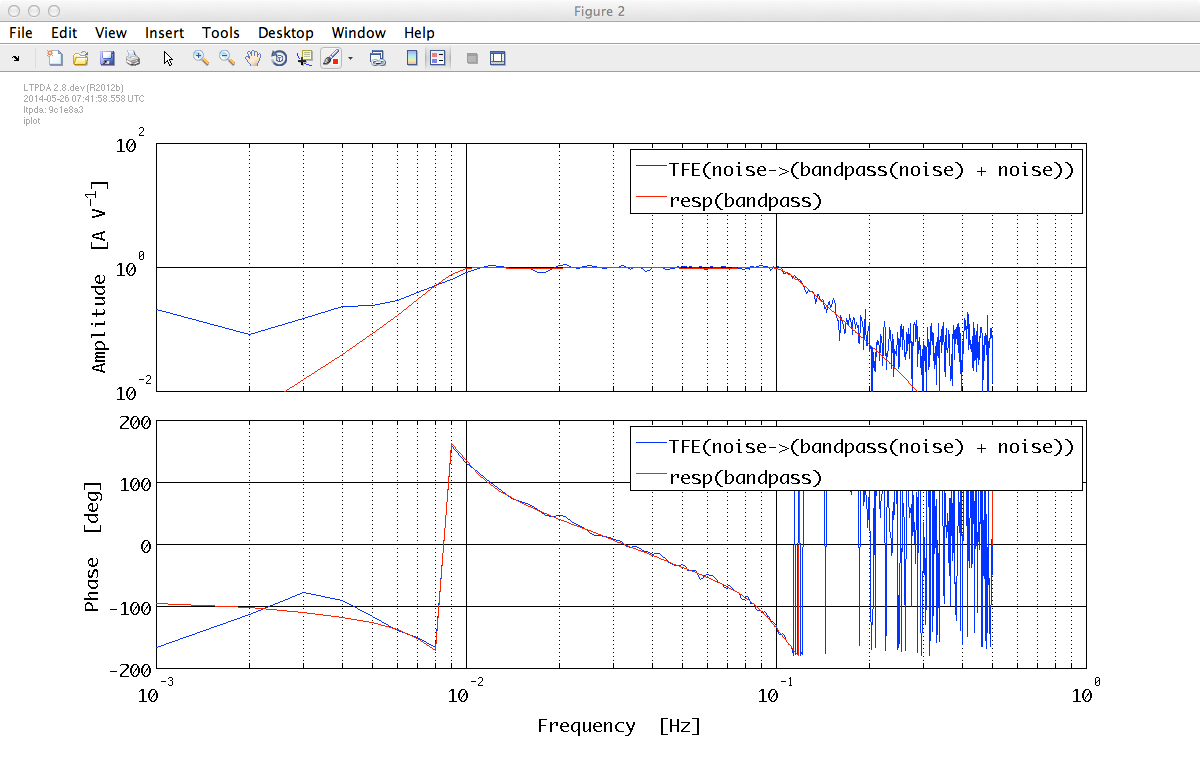 Figure 2
File Edit View Insert Tools Desktop Window Help
LTPDA 2.8.dev (R2012b)
2014-05-26 07:41:58.558 UTC
ltpda: 9c1e8a3
iplot
10^2
10^0
10^-2
Amplitude [A V^-1]
TFE(noise->(bandpass(noise) + noise))
resp(bandpass)
200
100
0
-100
-200
Phase [deg]
TFE(noise->(bandpass(noise) + noise))
resp(bandpass)
10^-3 10^-2 10^-1 10^0
Frequency [Hz]